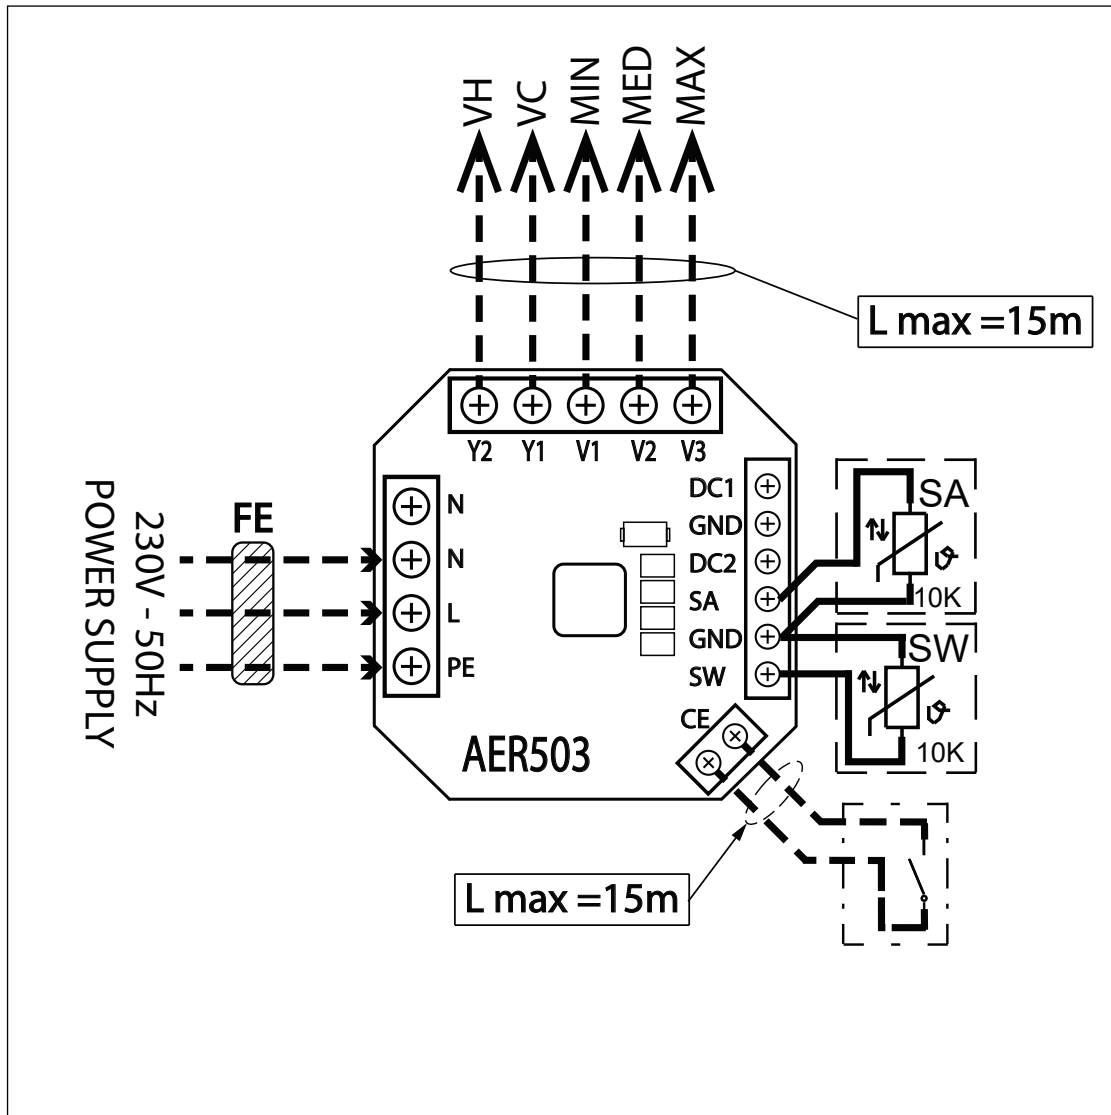 VH
VC
MIN
MED
MAX
L max =15m
Y2
Y1
V1
V2
V3
230V - 50Hz
POWER SUPPLY
FE
N
N
L
PE
DC1
GND
DC2
SA
GND
SW
CE
AER503
SA
ϑ
10K
SW
ϑ
10K
L max =15m